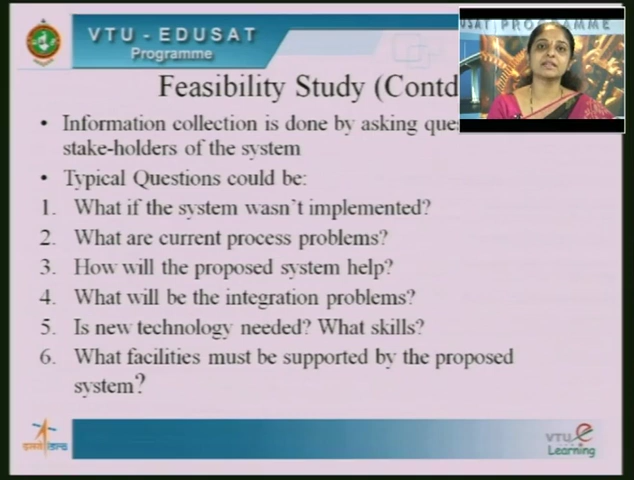 VTU - EDUSAT
Programme
USAT PROGRAMME
Feasibility Study (Contd
• Information collection is done by asking que
stake-holders of the system
• Typical Questions could be:
1. What if the system wasn't implemented?
2. What are current process problems?
3. How will the proposed system help?
4. What will be the integration problems?
5. Is new technology needed? What skills?
6. What facilities must be supported by the proposed
system?
VTU e
Learning